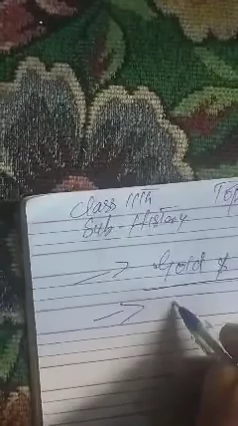 Class 11th Top
Sub - History
→ Gold &
→